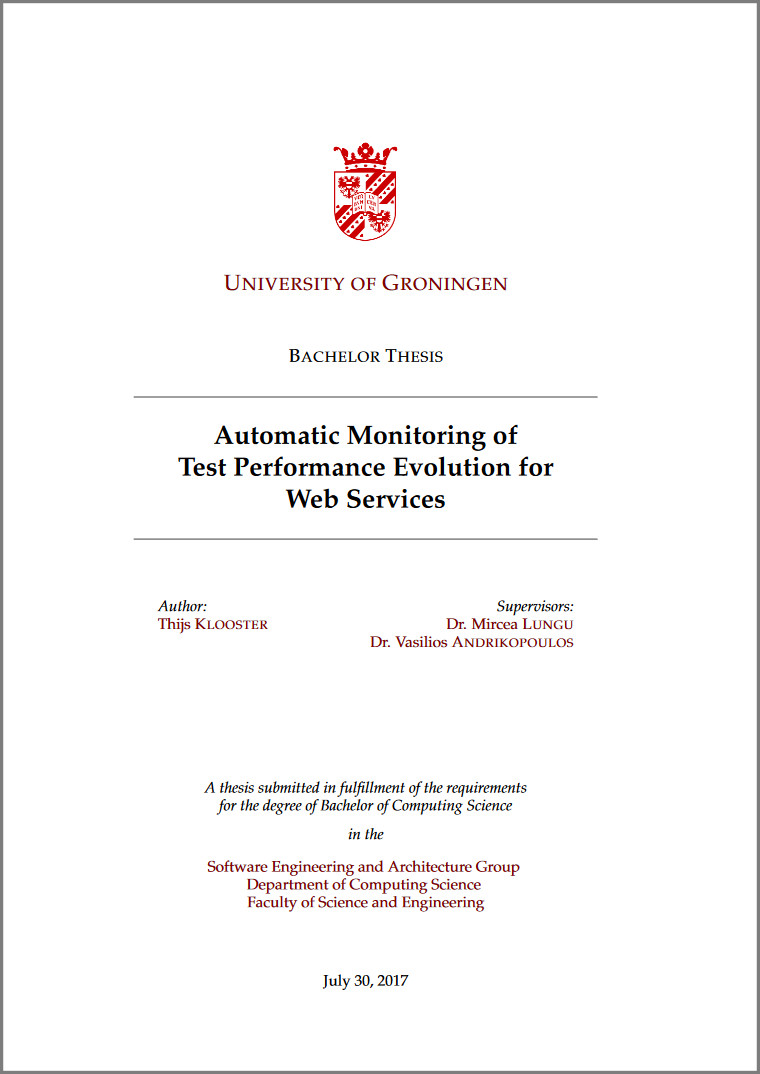 UNIVERSITY OF GRONINGEN
BACHELOR THESIS
Automatic Monitoring of
Test Performance Evolution for
Web Services
Author:
Thijs KLOOSTER
Supervisors:
Dr. Mircea LUNGU
Dr. Vasilios ANDRIKOPOULOS
A thesis submitted in fulfillment of the requirements
for the degree of Bachelor of Computing Science
in the
Software Engineering and Architecture Group
Department of Computing Science
Faculty of Science and Engineering
July 30, 2017